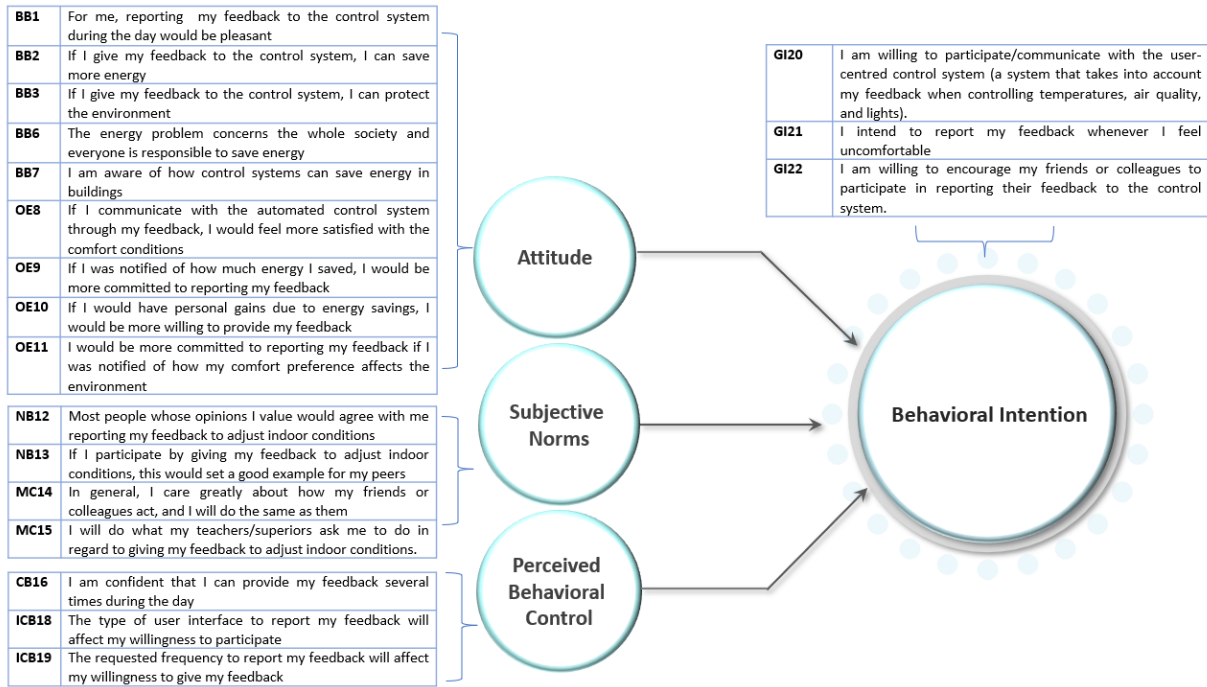 BB1 For me, reporting my feedback to the control system
during the day would be pleasant
BB2 If I give my feedback to the control system, I can save
more energy
BB3 If I give my feedback to the control system, I can protect
the environment
BB6 The energy problem concerns the whole society and
everyone is responsible to save energy
BB7 I am aware of how control systems can save energy in
buildings
OE8 If I communicate with the automated control system
through my feedback, I would feel more satisfied with the
comfort conditions
OE9 If I was notified of how much energy I saved, I would be
more committed to reporting my feedback
OE10 If I would have personal gains due to energy savings, I
would be more willing to provide my feedback
OE11 I would be more committed to reporting my feedback if I
was notified of how my comfort preference affects the
environment
NB12 Most people whose opinions I value would agree with me
reporting my feedback to adjust indoor conditions
NB13 If I participate by giving my feedback to adjust indoor
conditions, this would set a good example for my peers
MC14 In general, I care greatly about how my friends or
colleagues act, and I will do the same as them
MC15 I will do what my teachers/superiors ask me to do in
regard to giving my feedback to adjust indoor conditions.
CB16 I am confident that I can provide my feedback several
times during the day
ICB18 The type of user interface to report my feedback will
affect my willingness to participate
ICB19 The requested frequency to report my feedback will affect
my willingness to give my feedback
Attitude
Subjective
Norms
Perceived
Behavioral
Control
GI20 I am willing to participate/communicate with the user-
centred control system (a system that takes into account
my feedback when controlling temperatures, air quality,
and lights).
GI21 I intend to report my feedback whenever I feel
uncomfortable
GI22 I am willing to encourage my friends or colleagues to
participate in reporting their feedback to the control
system.
Behavioral Intention